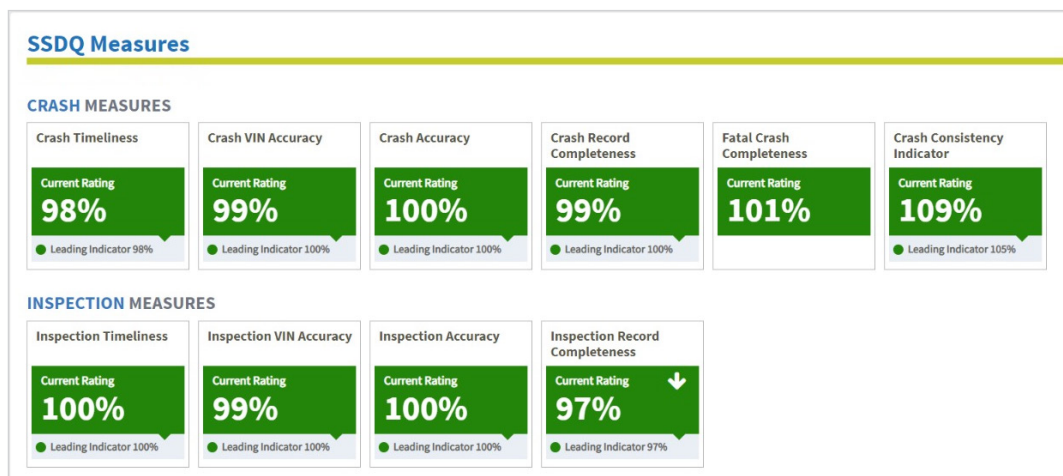 SSDQ Measures
CRASH MEASURES
Crash Timeliness
Current Rating
98%
Leading Indicator 98%
Crash VIN Accuracy
Current Rating
99%
Leading Indicator 100%
Crash Accuracy
Current Rating
100%
Leading Indicator 100%
Crash Record
Completeness
Current Rating
99%
Leading Indicator 100%
Fatal Crash
Completeness
Current Rating
101%
Crash Consistency
Indicator
Current Rating
109%
Leading Indicator 105%
INSPECTION MEASURES
Inspection Timeliness
Current Rating
100%
Leading Indicator 100%
Inspection VIN Accuracy
Current Rating
99%
Leading Indicator 100%
Inspection Accuracy
Current Rating
100%
Leading Indicator 100%
Inspection Record
Completeness
Current Rating
97%
Leading Indicator 97%